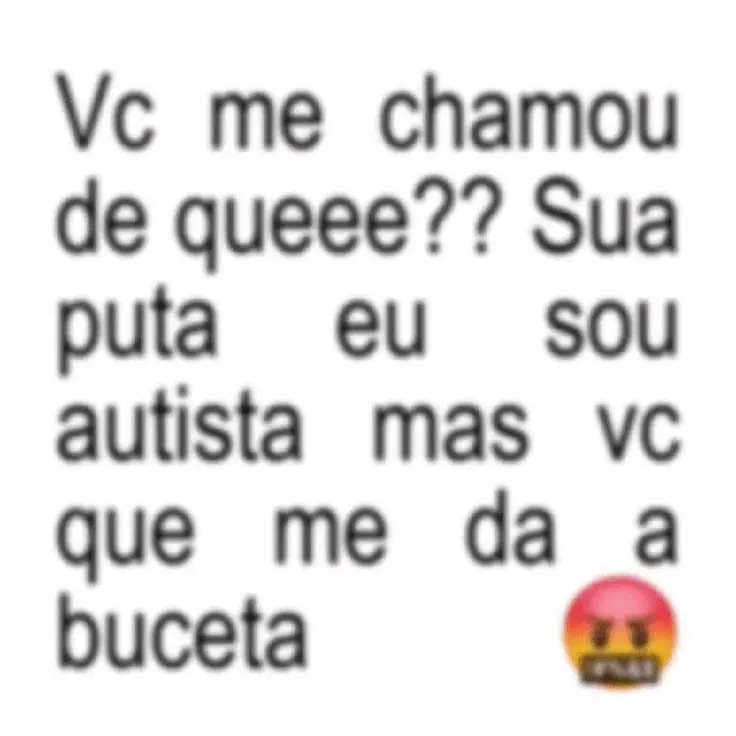 Vc me chamou
de queee?? Sua
puta eu sou
autista mas vc
que me da a
buceta